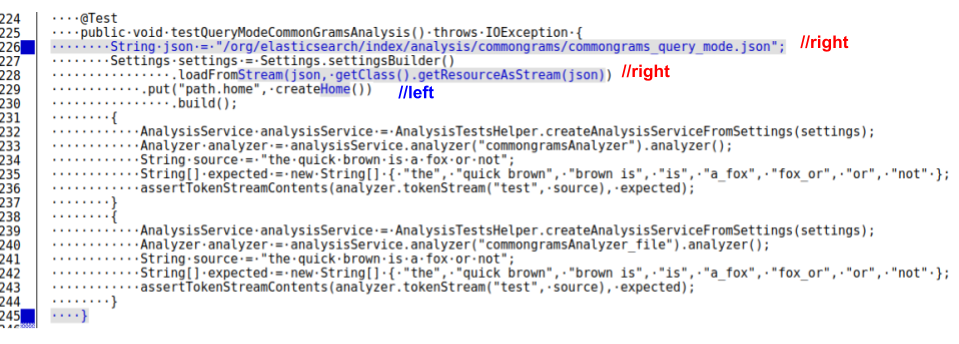 224 ····@Test
225 ····public·void·testQueryModeCommonGramsAnalysis()·throws·IOException·{
226 ········String·json·=·"/org/elasticsearch/index/analysis/commongrams/commongrams_query_mode.json"; //right
227 ········Settings·settings·=·Settings.settingsBuilder()
228 ················.loadFromStream(json,·getClass().getResourceAsStream(json)) //right
229 ············.put("path.home",·createHome()) //left
230 ················.build();
231 ········{
232 ············AnalysisService·analysisService·=·AnalysisTestsHelper.createAnalysisServiceFromSettings(settings);
233 ············Analyzer·analyzer·=·analysisService.analyzer("commongramsAnalyzer").analyzer();
234 ············String·source·=·"the·quick·brown·is·a·fox·or·not";
235 ············String[]·expected·=·new·String[]·{·"the",·"quick·brown",·"brown·is",·"is",·"a_fox",·"fox_or",·"or",·"not"·};
236 ············assertTokenStreamContents(analyzer.tokenStream("test",·source),·expected);
237 ········}
238 ········{
239 ············AnalysisService·analysisService·=·AnalysisTestsHelper.createAnalysisServiceFromSettings(settings);
240 ············Analyzer·analyzer·=·analysisService.analyzer("commongramsAnalyzer_file").analyzer();
241 ············String·source·=·"the·quick·brown·is·a·fox·or·not";
242 ············String[]·expected·=·new·String[]·{·"the",·"quick·brown",·"brown·is",·"is",·"a_fox",·"fox_or",·"or",·"not"·};
243 ············assertTokenStreamContents(analyzer.tokenStream("test",·source),·expected);
244 ········}
245 ····}